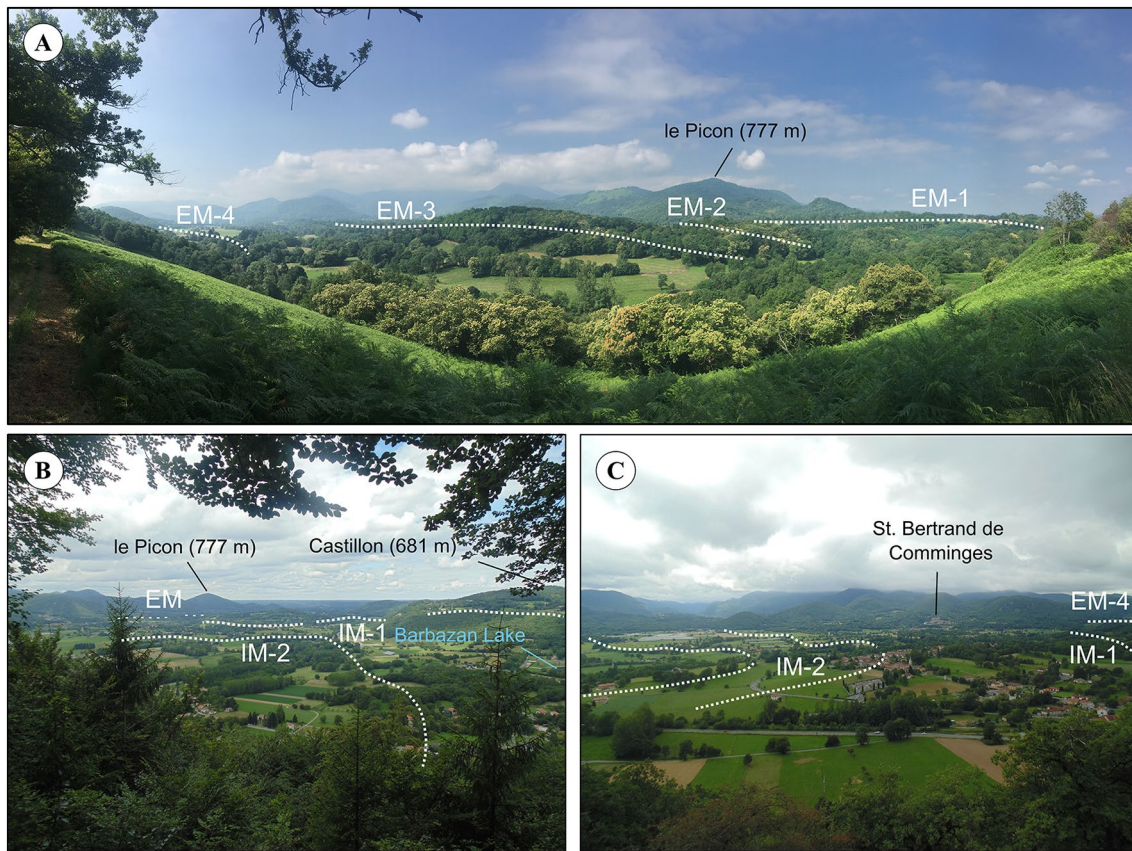 A
le Picon (777 m)
EM-4
EM-3
EM-2
EM-1
B
le Picon (777 m)
Castillon (681 m)
EM
IM-1
IM-2
Barbazan Lake
C
St. Bertrand de
Comminges
EM-4
IM-2
IM-1